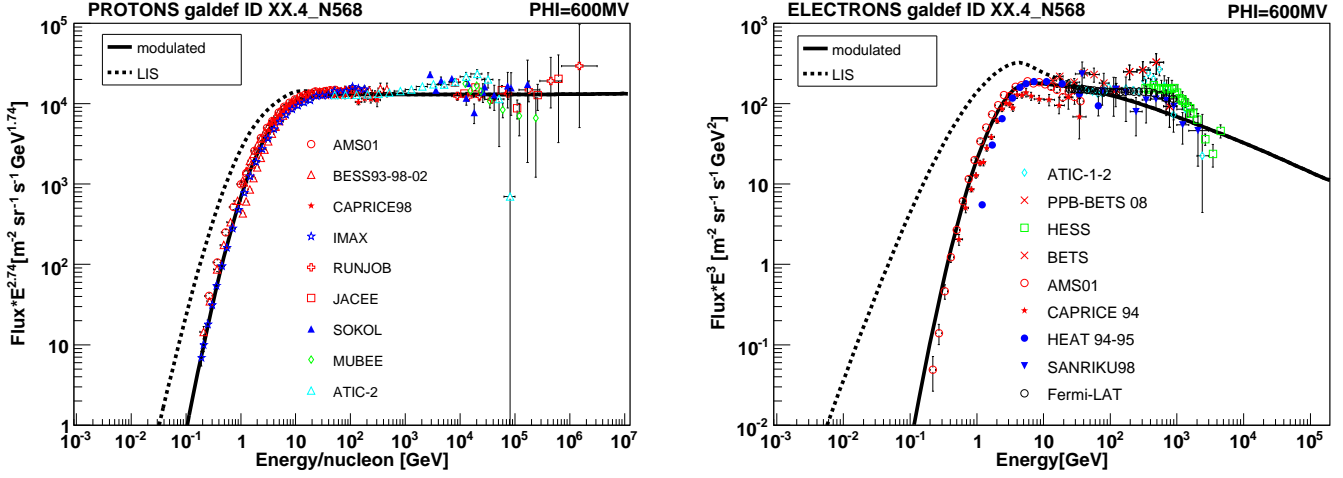 PROTONS galdef ID XX.4_N568 PHI=600MV
Flux*E^2.74[m^-2 sr^-1 s^-1 GeV^1.74]
10^5
10^4
10^3
10^2
10
1
modulated
LIS
AMS01
BESS93-98-02
CAPRICE98
IMAX
RUNJOB
JACEE
SOKOL
MUBEE
ATIC-2
10^-3 10^-2 10^-1 1 10 10^2 10^3 10^4 10^5 10^6 10^7
Energy/nucleon [GeV]
ELECTRONS galdef ID XX.4_N568 PHI=600MV
Flux*E^3 [m^-2 sr^-1 s^-1 GeV^2]
10^3
10^2
10
1
10^-1
10^-2
modulated
LIS
ATIC-1-2
PPB-BETS 08
HESS
BETS
AMS01
CAPRICE 94
HEAT 94-95
SANRIKU98
Fermi-LAT
10^-3 10^-2 10^-1 1 10 10^2 10^3 10^4 10^5
Energy[GeV]